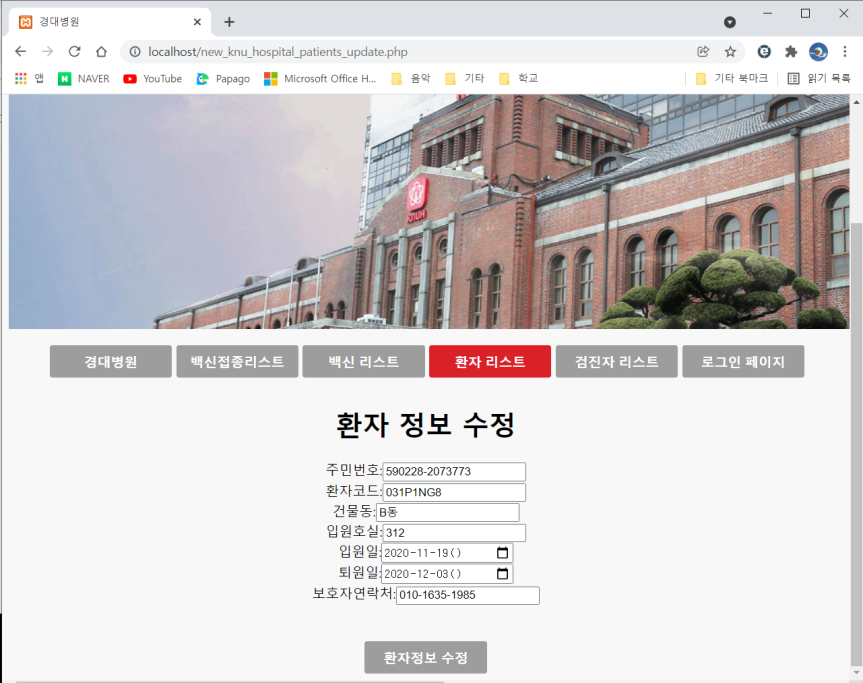 경대병원
localhost/new_knu_hospital_patients_update.php
앱 NAVER YouTube Papago Microsoft Office H... 음악 기타 학교 기타 북마크 읽기 목록
KNUH
경대병원 백신접종리스트 백신 리스트 환자 리스트 검진자 리스트 로그인 페이지
환자 정보 수정
주민번호:590228-2073773
환자코드:031P1NG8
건물동:B동
입원호실:312
입원일:2020-11-19()
퇴원일:2020-12-03()
보호자연락처:010-1635-1985
환자정보 수정